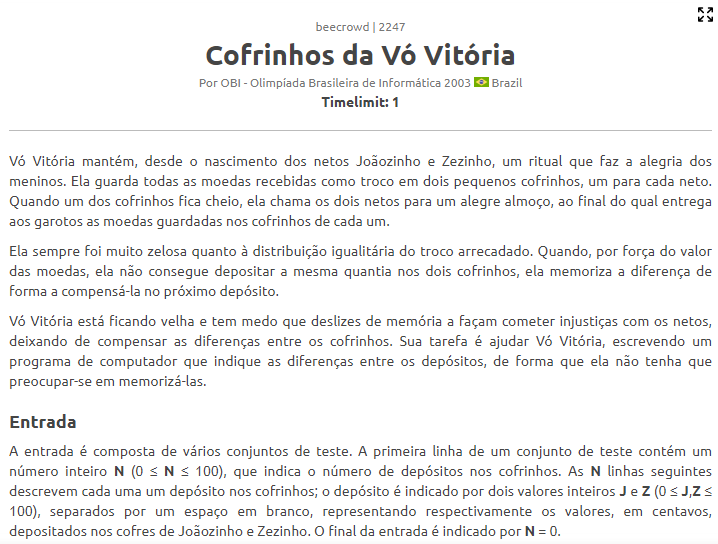 beecrowd | 2247
Cofrinhos da Vó Vitória
Por OBI - Olimpíada Brasileira de Informática 2003 Brazil
Timelimit: 1
Vó Vitória mantém, desde o nascimento dos netos Joãozinho e Zezinho, um ritual que faz a alegria dos
meninos. Ela guarda todas as moedas recebidas como troco em dois pequenos cofrinhos, um para cada neto.
Quando um dos cofrinhos fica cheio, ela chama os dois netos para um alegre almoço, ao final do qual entrega
aos garotos as moedas guardadas nos cofrinhos de cada um.
Ela sempre foi muito zelosa quanto à distribuição igualitária do troco arrecadado. Quando, por força do valor
das moedas, ela não consegue depositar a mesma quantia nos dois cofrinhos, ela memoriza a diferença de
forma a compensá-la no próximo depósito.
Vó Vitória está ficando velha e tem medo que deslizes de memória a façam cometer injustiças com os netos,
deixando de compensar as diferenças entre os cofrinhos. Sua tarefa é ajudar Vó Vitória, escrevendo um
programa de computador que indique as diferenças entre os depósitos, de forma que ela não tenha que
preocupar-se em memorizá-las.
Entrada
A entrada é composta de vários conjuntos de teste. A primeira linha de um conjunto de teste contém um
número inteiro N (0 ≤ N ≤ 100), que indica o número de depósitos nos cofrinhos. As N linhas seguintes
descrevem cada uma um depósito nos cofrinhos; o depósito é indicado por dois valores inteiros J e Z (0 ≤ J,Z ≤
100), separados por um espaço em branco, representando respectivamente os valores, em centavos,
depositados nos cofres de Joãozinho e Zezinho. O final da entrada é indicado por N = 0.